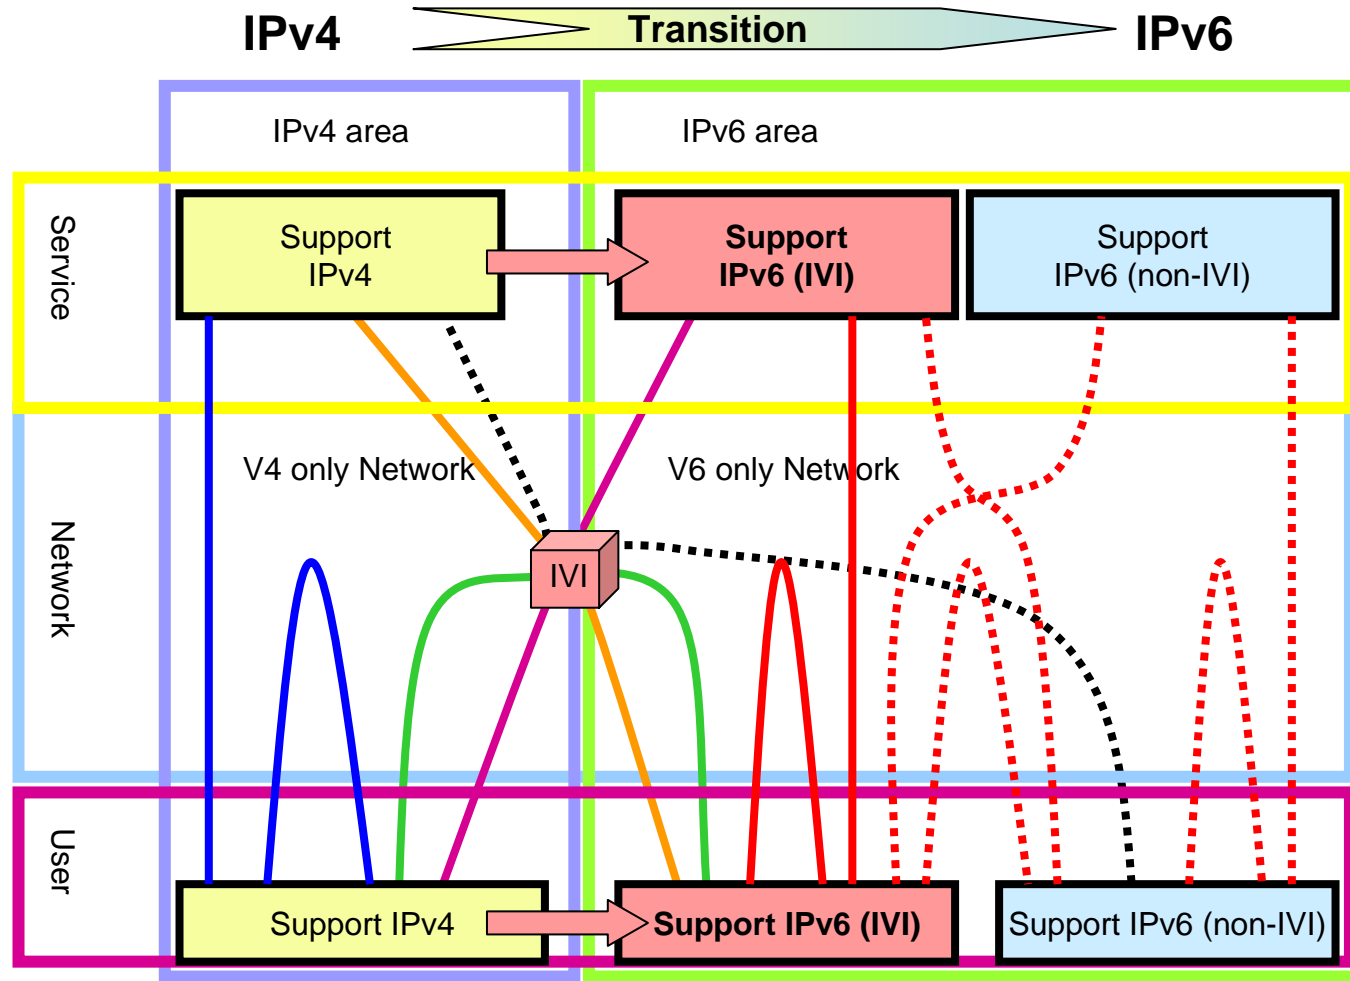 IPv4
Transition
IPv6
IPv4 area
IPv6 area
Service
Support
IPv4
Support
IPv6 (IVI)
Support
IPv6 (non-IVI)
V4 only Network
V6 only Network
Network
IVI
User
Support IPv4
Support IPv6 (IVI)
Support IPv6 (non-IVI)